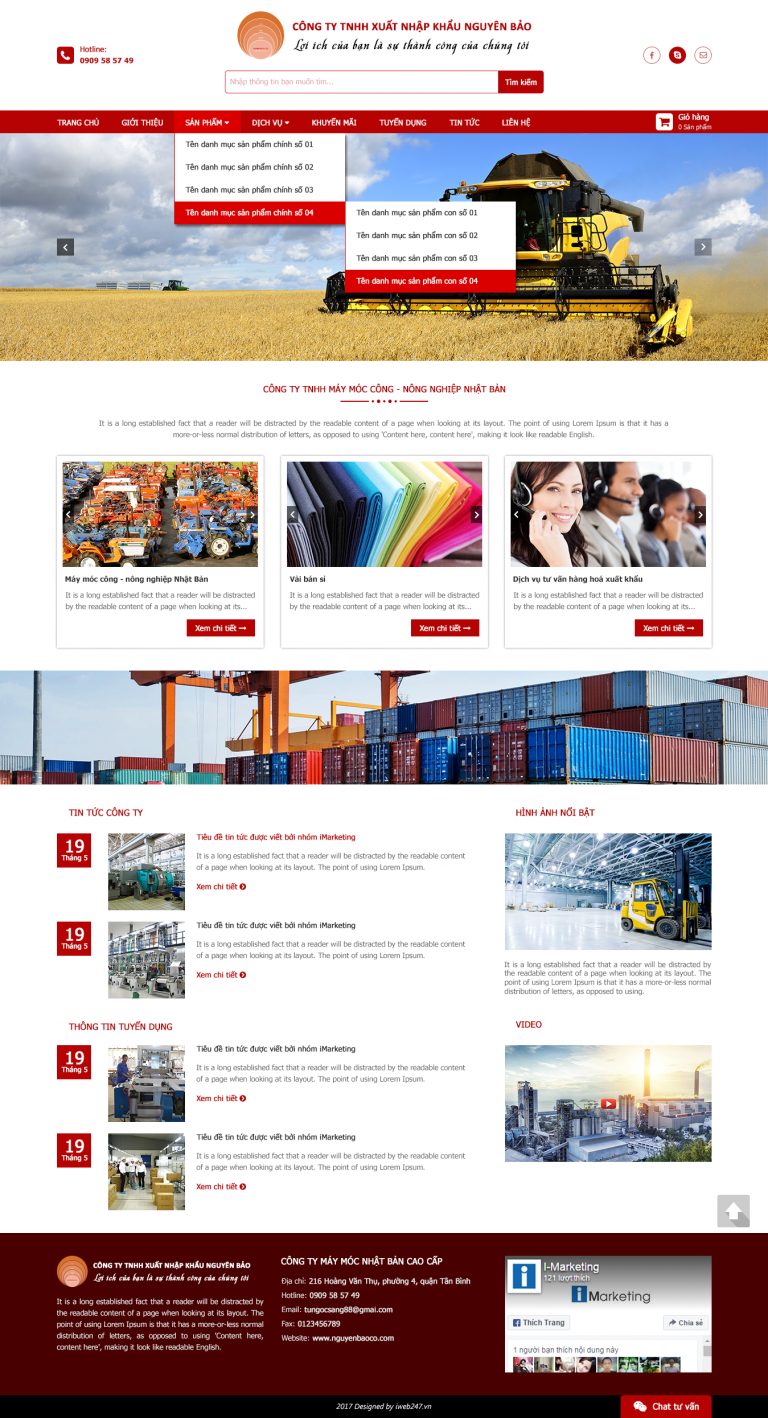 CÔNG TY TNHH XUẤT NHẬP KHẨU NGUYÊN BẢO
Lợi ích của bạn là sự thành công của chúng tôi
Hotline:
0909 58 57 49
Nhập thông tin bạn muốn tìm...
Tìm kiếm
TRANG CHỦ
GIỚI THIỆU
SẢN PHẨM
DỊCH VỤ
KHUYẾN MÃI
TUYỂN DỤNG
TIN TỨC
LIÊN HỆ
Giỏ hàng
0 Sản phẩm
Tên danh mục sản phẩm chính số 01
Tên danh mục sản phẩm chính số 02
Tên danh mục sản phẩm chính số 03
Tên danh mục sản phẩm chính số 04
Tên danh mục sản phẩm con số 01
Tên danh mục sản phẩm con số 02
Tên danh mục sản phẩm con số 03
Tên danh mục sản phẩm con số 04
CÔNG TY TNHH MÁY MÓC CÔNG - NÔNG NGHIỆP NHẬT BẢN
It is a long established fact that a reader will be distracted by the readable content of a page when looking at its layout. The point of using Lorem Ipsum is that it has a
more-or-less normal distribution of letters, as opposed to using 'Content here, content here', making it look like readable English.
Máy móc công - nông nghiệp Nhật Bản
It is a long established fact that a reader will be distracted
by the readable content of a page when looking at its...
Xem chi tiết
Vải bán sỉ
It is a long established fact that a reader will be distracted
by the readable content of a page when looking at its...
Xem chi tiết
Dịch vụ tư vấn hàng hoá xuất khẩu
It is a long established fact that a reader will be distracted
by the readable content of a page when looking at its...
Xem chi tiết
TIN TỨC CÔNG TY
19
Tháng 5
Tiêu đề tin tức được viết bởi nhóm iMarketing
It is a long established fact that a reader will be distracted by the readable content
of a page when looking at its layout. The point of using Lorem Ipsum.
Xem chi tiết
19
Tháng 5
Tiêu đề tin tức được viết bởi nhóm iMarketing
It is a long established fact that a reader will be distracted by the readable content
of a page when looking at its layout. The point of using Lorem Ipsum.
Xem chi tiết
HÌNH ẢNH NỔI BẬT
It is a long established fact that a reader will be distracted by
the readable content of a page when looking at its layout. The
point of using Lorem Ipsum is that it has a more-or-less normal
distribution of letters, as opposed to using.
THÔNG TIN TUYỂN DỤNG
19
Tháng 5
Tiêu đề tin tức được viết bởi nhóm iMarketing
It is a long established fact that a reader will be distracted by the readable content
of a page when looking at its layout. The point of using Lorem Ipsum.
Xem chi tiết
19
Tháng 5
Tiêu đề tin tức được viết bởi nhóm iMarketing
It is a long established fact that a reader will be distracted by the readable content
of a page when looking at its layout. The point of using Lorem Ipsum.
Xem chi tiết
VIDEO
CÔNG TY TNHH XUẤT NHẬP KHẨU NGUYÊN BẢO
Lợi ích của bạn là sự thành công của chúng tôi
It is a long established fact that a reader will be distracted by
the readable content of a page when looking at its layout. The
point of using Lorem Ipsum is that it has a more-or-less normal
distribution of letters, as opposed to using 'Content here,
content here', making it look like readable English.
CÔNG TY MÁY MÓC NHẬT BẢN CAO CẤP
Địa chỉ: 216 Hoàng Văn Thụ, phường 4, quận Tân Bình
Hotline: 0909 58 57 49
Email: tungocsang88@gmai.com
Fax: 0123456789
Website: www.nguyenbaoco.com
I-Marketing
121 lượt thích
iMarketing
Thích Trang
Chia sẻ
1 người bạn thích nội dung này
2017 Designed by iweb247.vn
Chat tư vấn